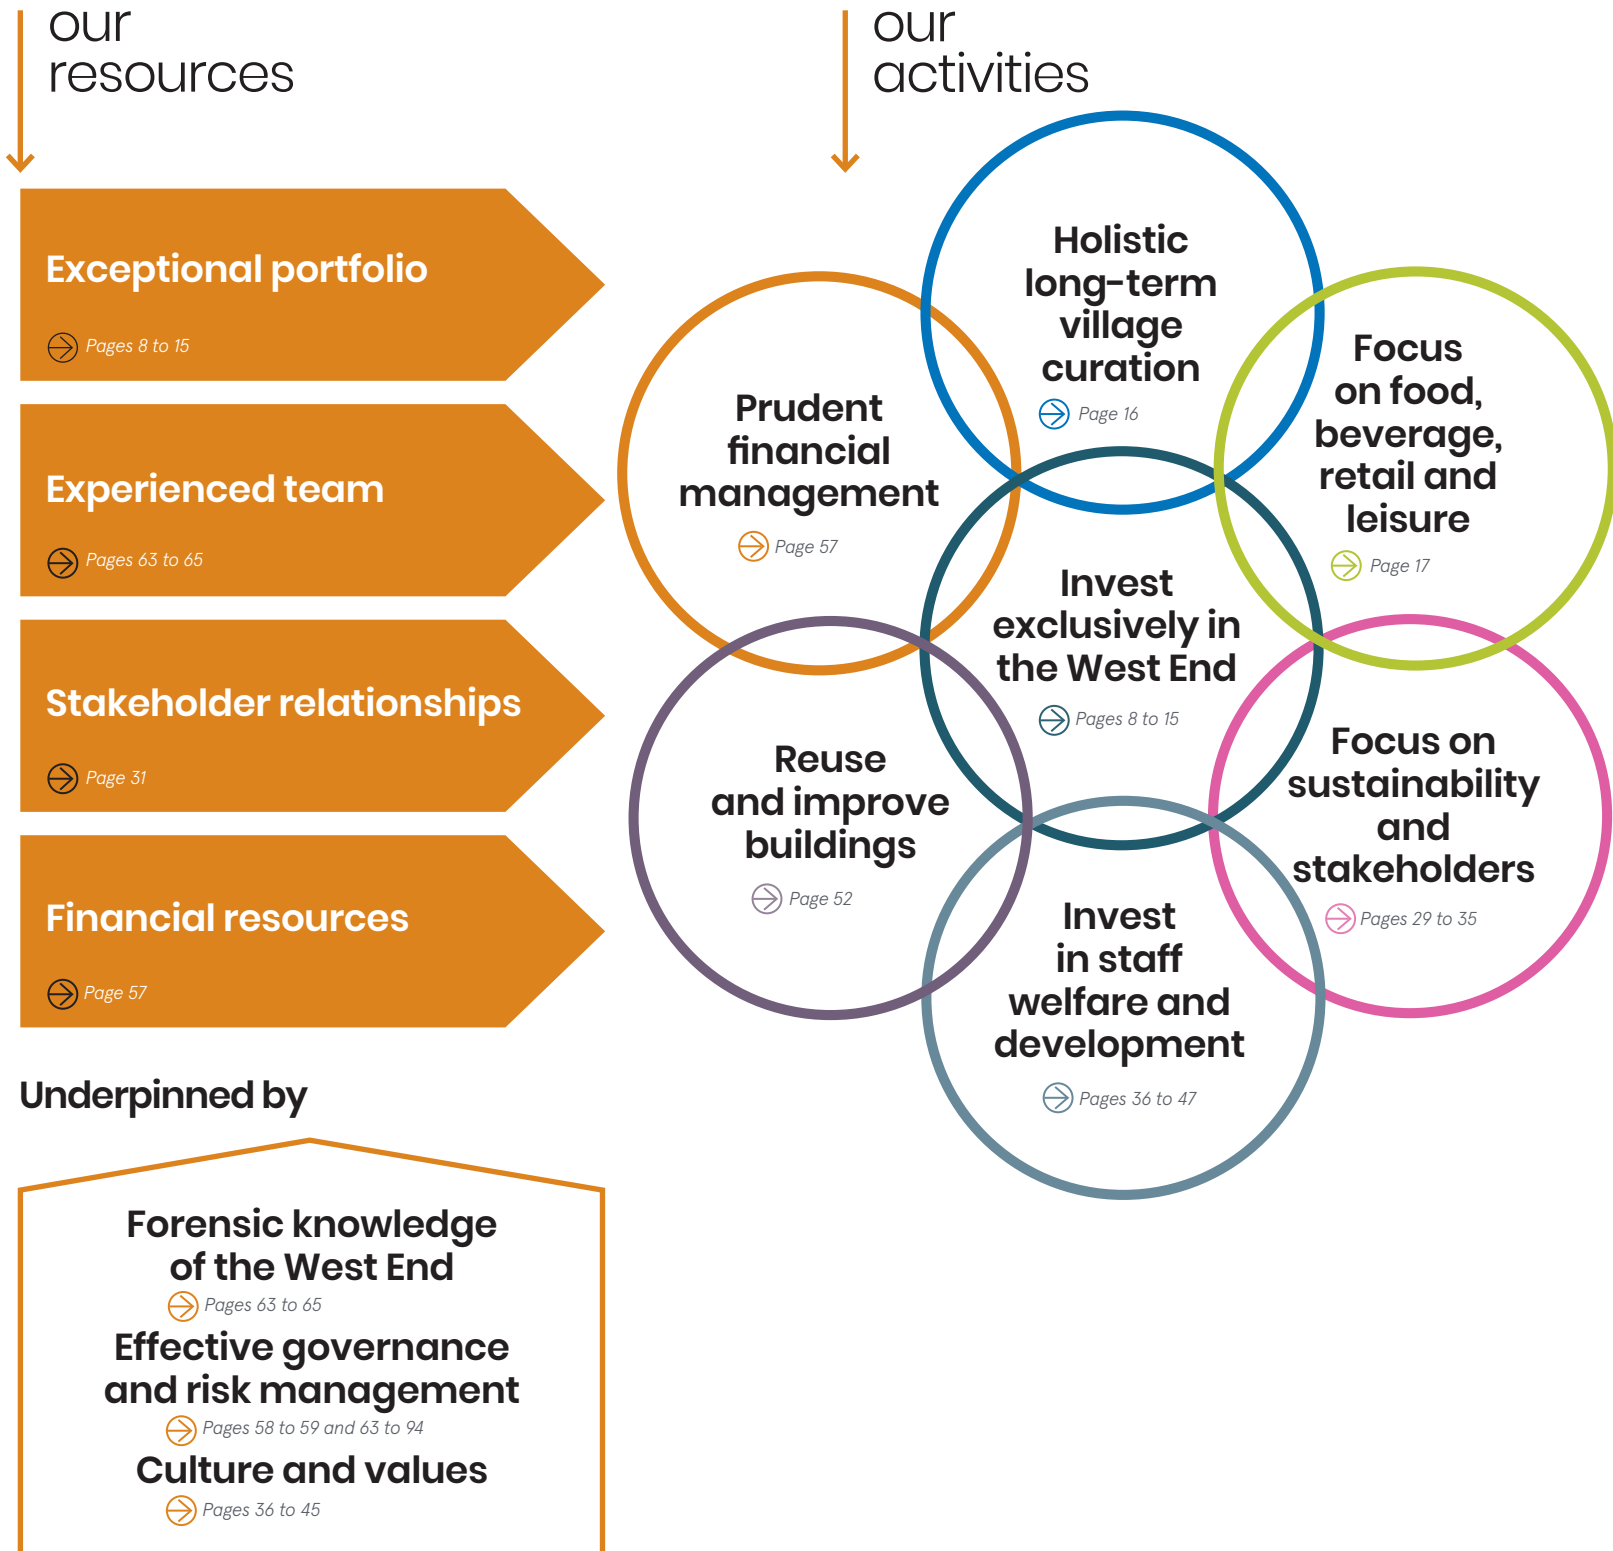 our
resources
Exceptional portfolio
Pages 8 to 15
Experienced team
Pages 63 to 65
Stakeholder relationships
Page 31
Financial resources
Page 57
Underpinned by
Forensic knowledge
of the West End
Pages 63 to 65
Effective governance
and risk management
Pages 58 to 59 and 63 to 94
Culture and values
Pages 36 to 45
our
activities
Holistic
long-term
village
curation
Page 16
Prudent
financial
management
Page 57
Focus
on food,
beverage,
retail and
leisure
Page 17
Invest
exclusively in
the West End
Pages 8 to 15
Reuse
and improve
buildings
Page 52
Focus on
sustainability
and
stakeholders
Pages 29 to 35
Invest
in staff
welfare and
development
Pages 36 to 47